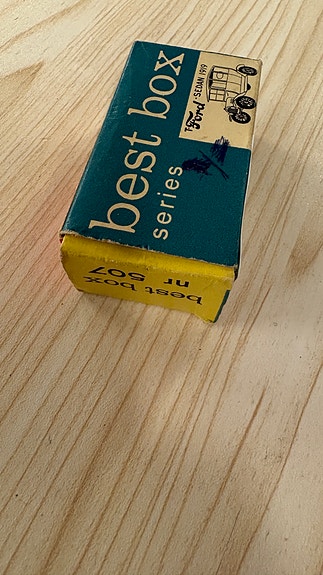 best box
series
T-Ford SEDAN 1919
best box
nr 507